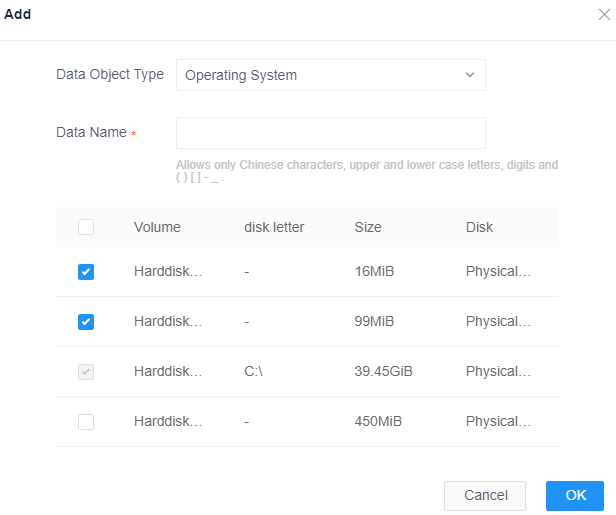 Add
Data Object Type Operating System
Data Name *
Allows only Chinese characters, upper and lower case letters, digits and
( ) [ ] - _ .
Volume disk letter Size Disk
Harddisk... - 16MiB Physical...
Harddisk... - 99MiB Physical...
Harddisk... C:\ 39.45GiB Physical...
Harddisk... - 450MiB Physical...
Cancel OK